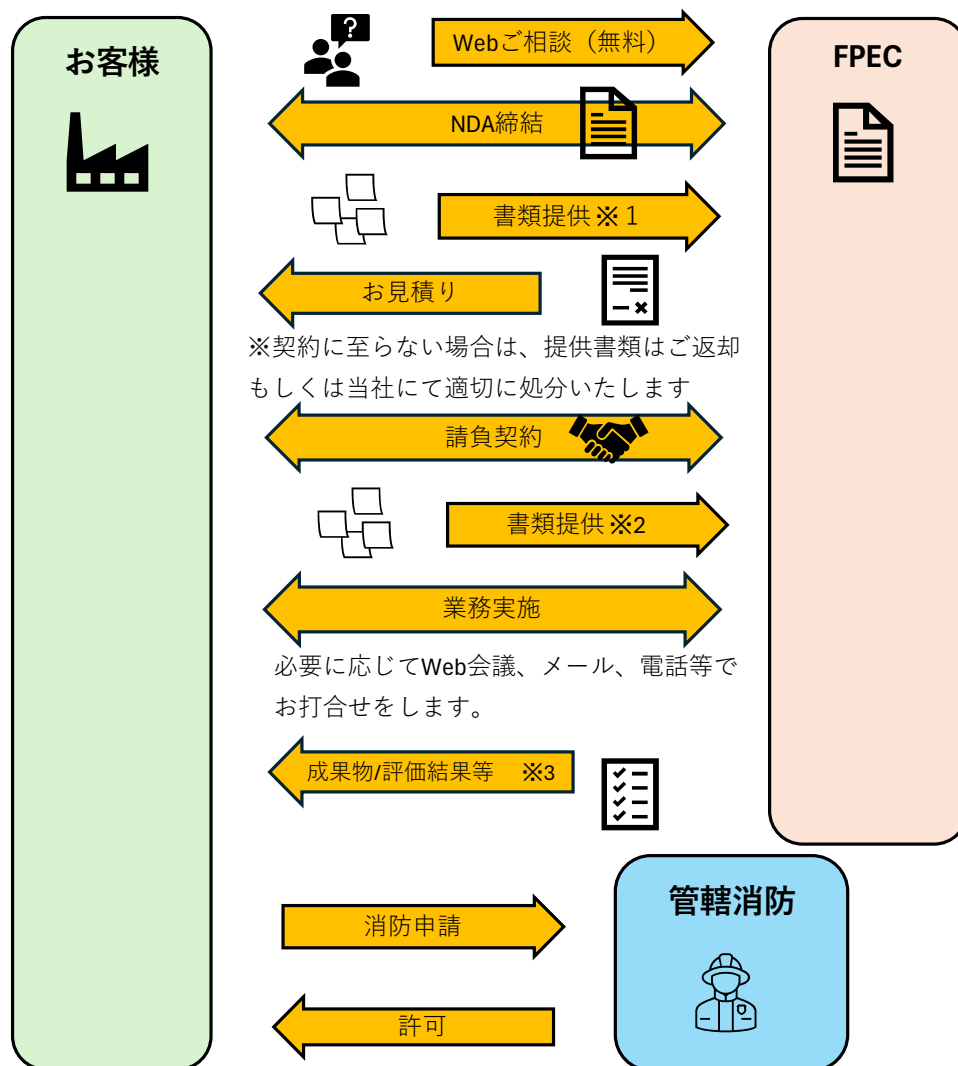 お客様
FPEC
?
Webご相談（無料）
NDA締結
書類提供※１
お見積り
※契約に至らない場合は、提供書類はご返却
もしくは当社にて適切に処分いたします
請負契約
書類提供※2
業務実施
必要に応じてWeb会議、メール、電話等で
お打合せをします。
成果物/評価結果等　※3
管轄消防
消防申請
許可